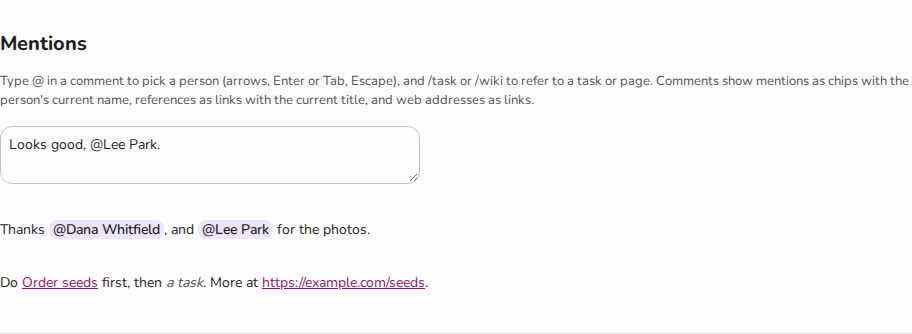 Mentions
Type @ in a comment to pick a person (arrows, Enter or Tab, Escape), and /task or /wiki to refer to a task or page. Comments show mentions as chips with the
person's current name, references as links with the current title, and web addresses as links.
Looks good, @Lee Park.
Thanks @Dana Whitfield, and @Lee Park for the photos.
Do Order seeds first, then a task. More at https://example.com/seeds.